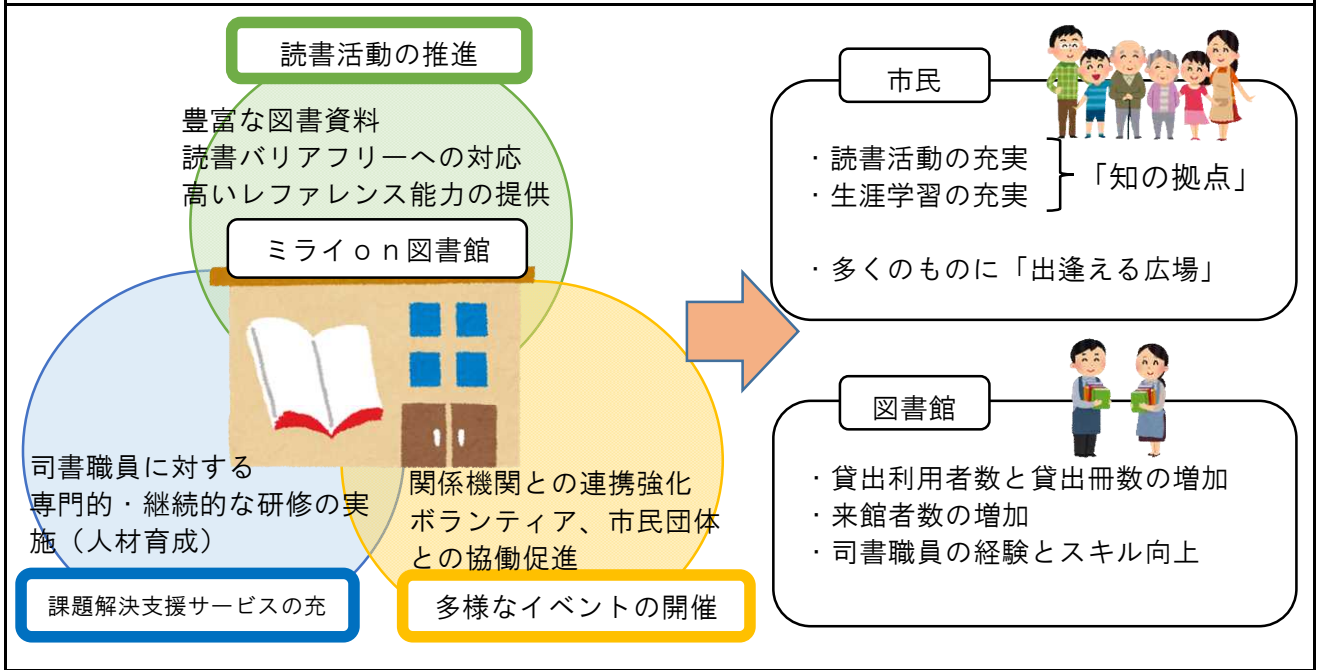 読書活動の推進
豊富な図書資料
読書バリアフリーへの対応
高いレファレンス能力の提供
ミライon図書館
司書職員に対する
専門的・継続的な研修の実
施（人材育成）
課題解決支援サービスの充
関係機関との連携強化
ボランティア、市民団体
との協働促進
多様なイベントの開催
市民
・読書活動の充実
・生涯学習の充実
「知の拠点」
・多くのものに「出逢える広場」
図書館
・貸出利用者数と貸出冊数の増加
・来館者数の増加
・司書職員の経験とスキル向上